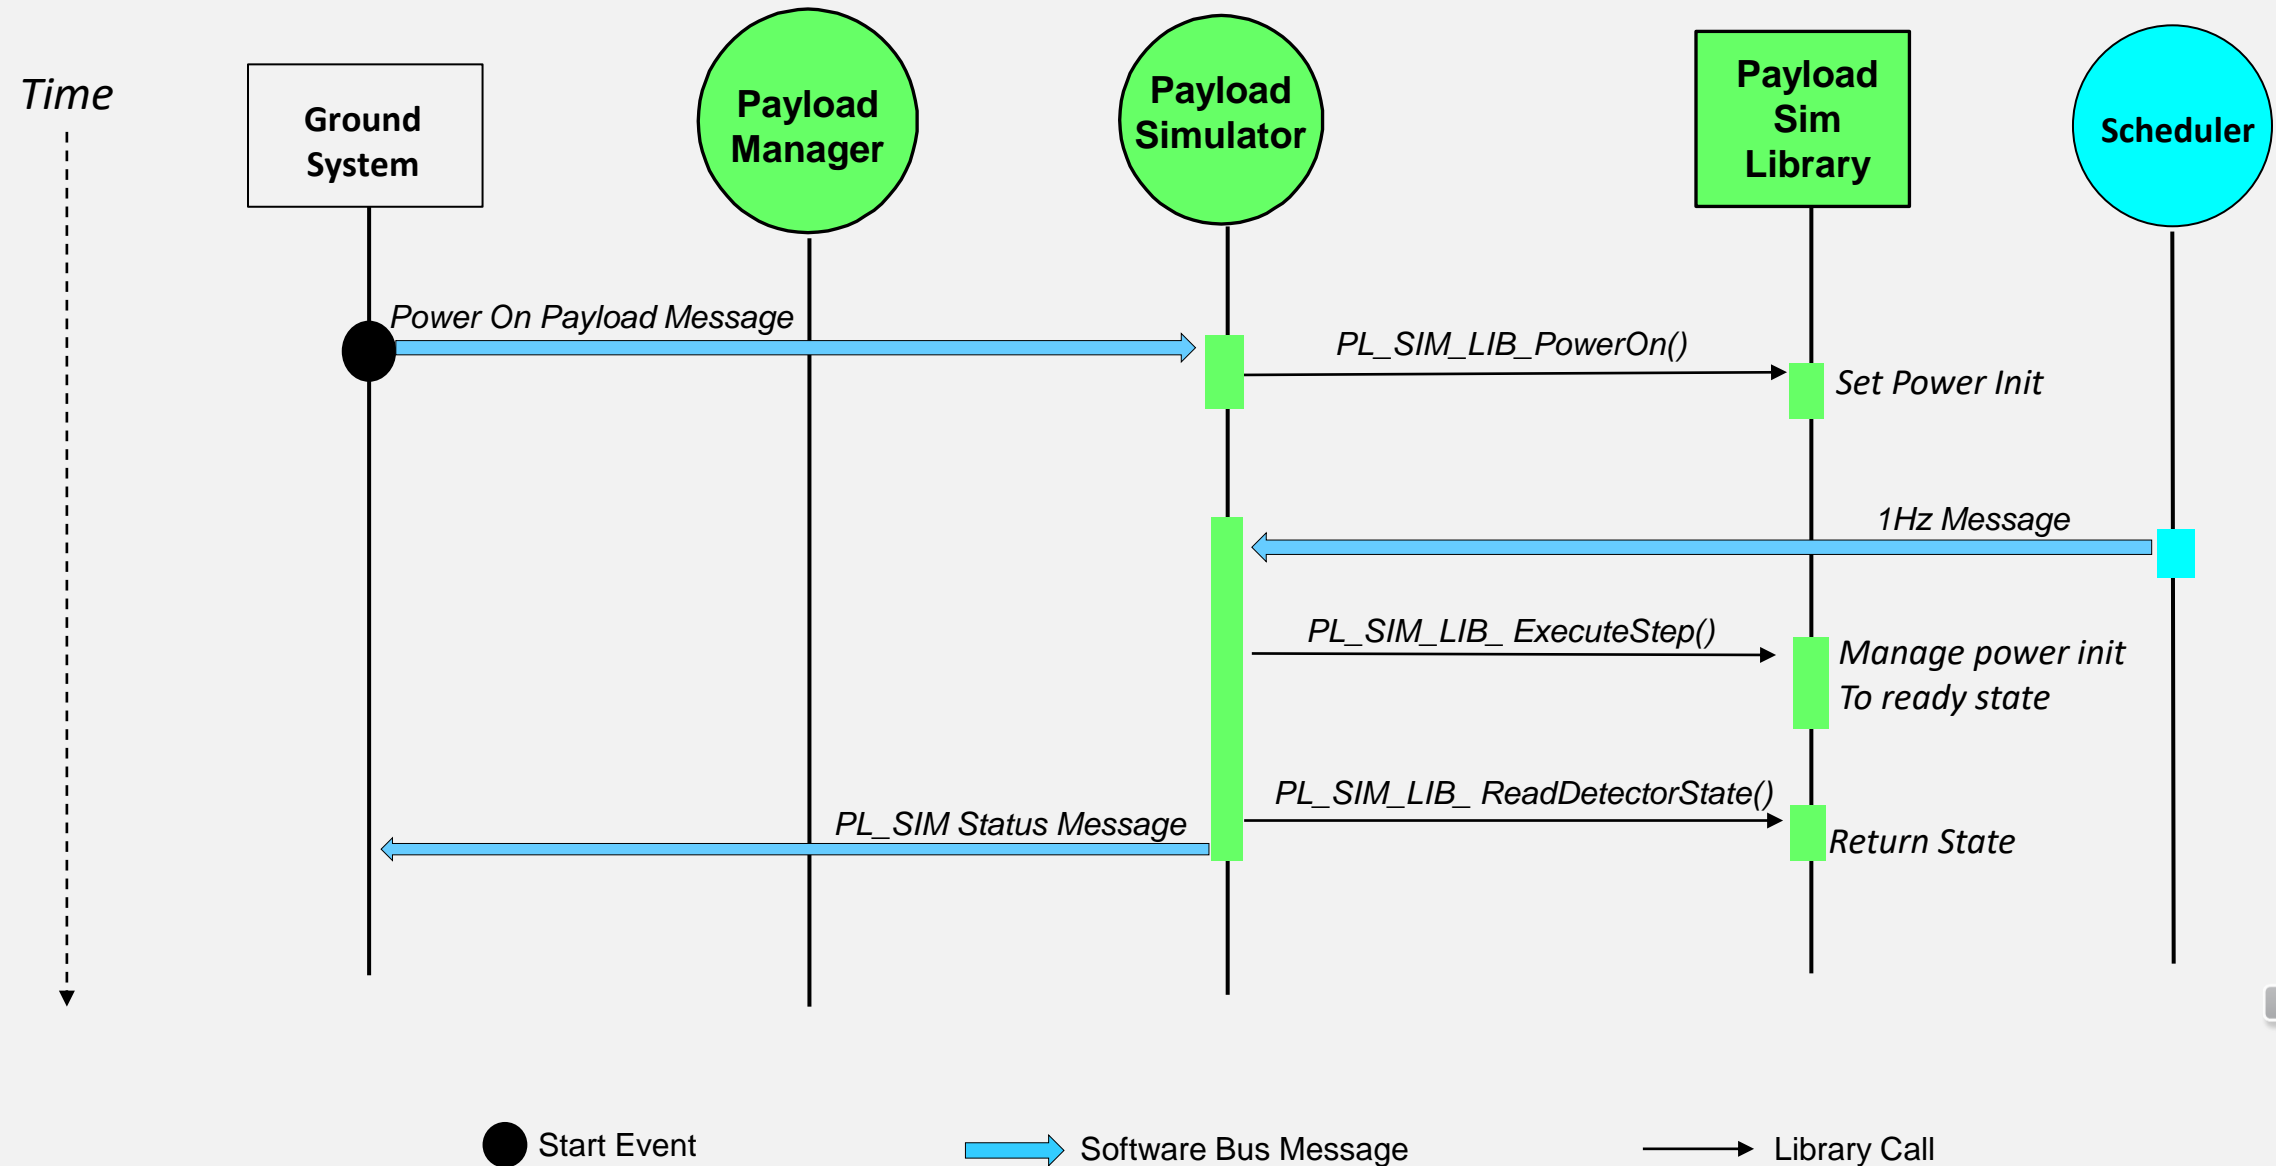 Time
Ground
System
Payload
Manager
Payload
Simulator
Payload
Sim
Library
Scheduler
Power On Payload Message
PL_SIM_LIB_PowerOn()
Set Power Init
1Hz Message
PL_SIM_LIB_ ExecuteStep()
Manage power init
To ready state
PL_SIM_LIB_ ReadDetectorState()
PL_SIM Status Message
Return State
Start Event
Software Bus Message
Library Call